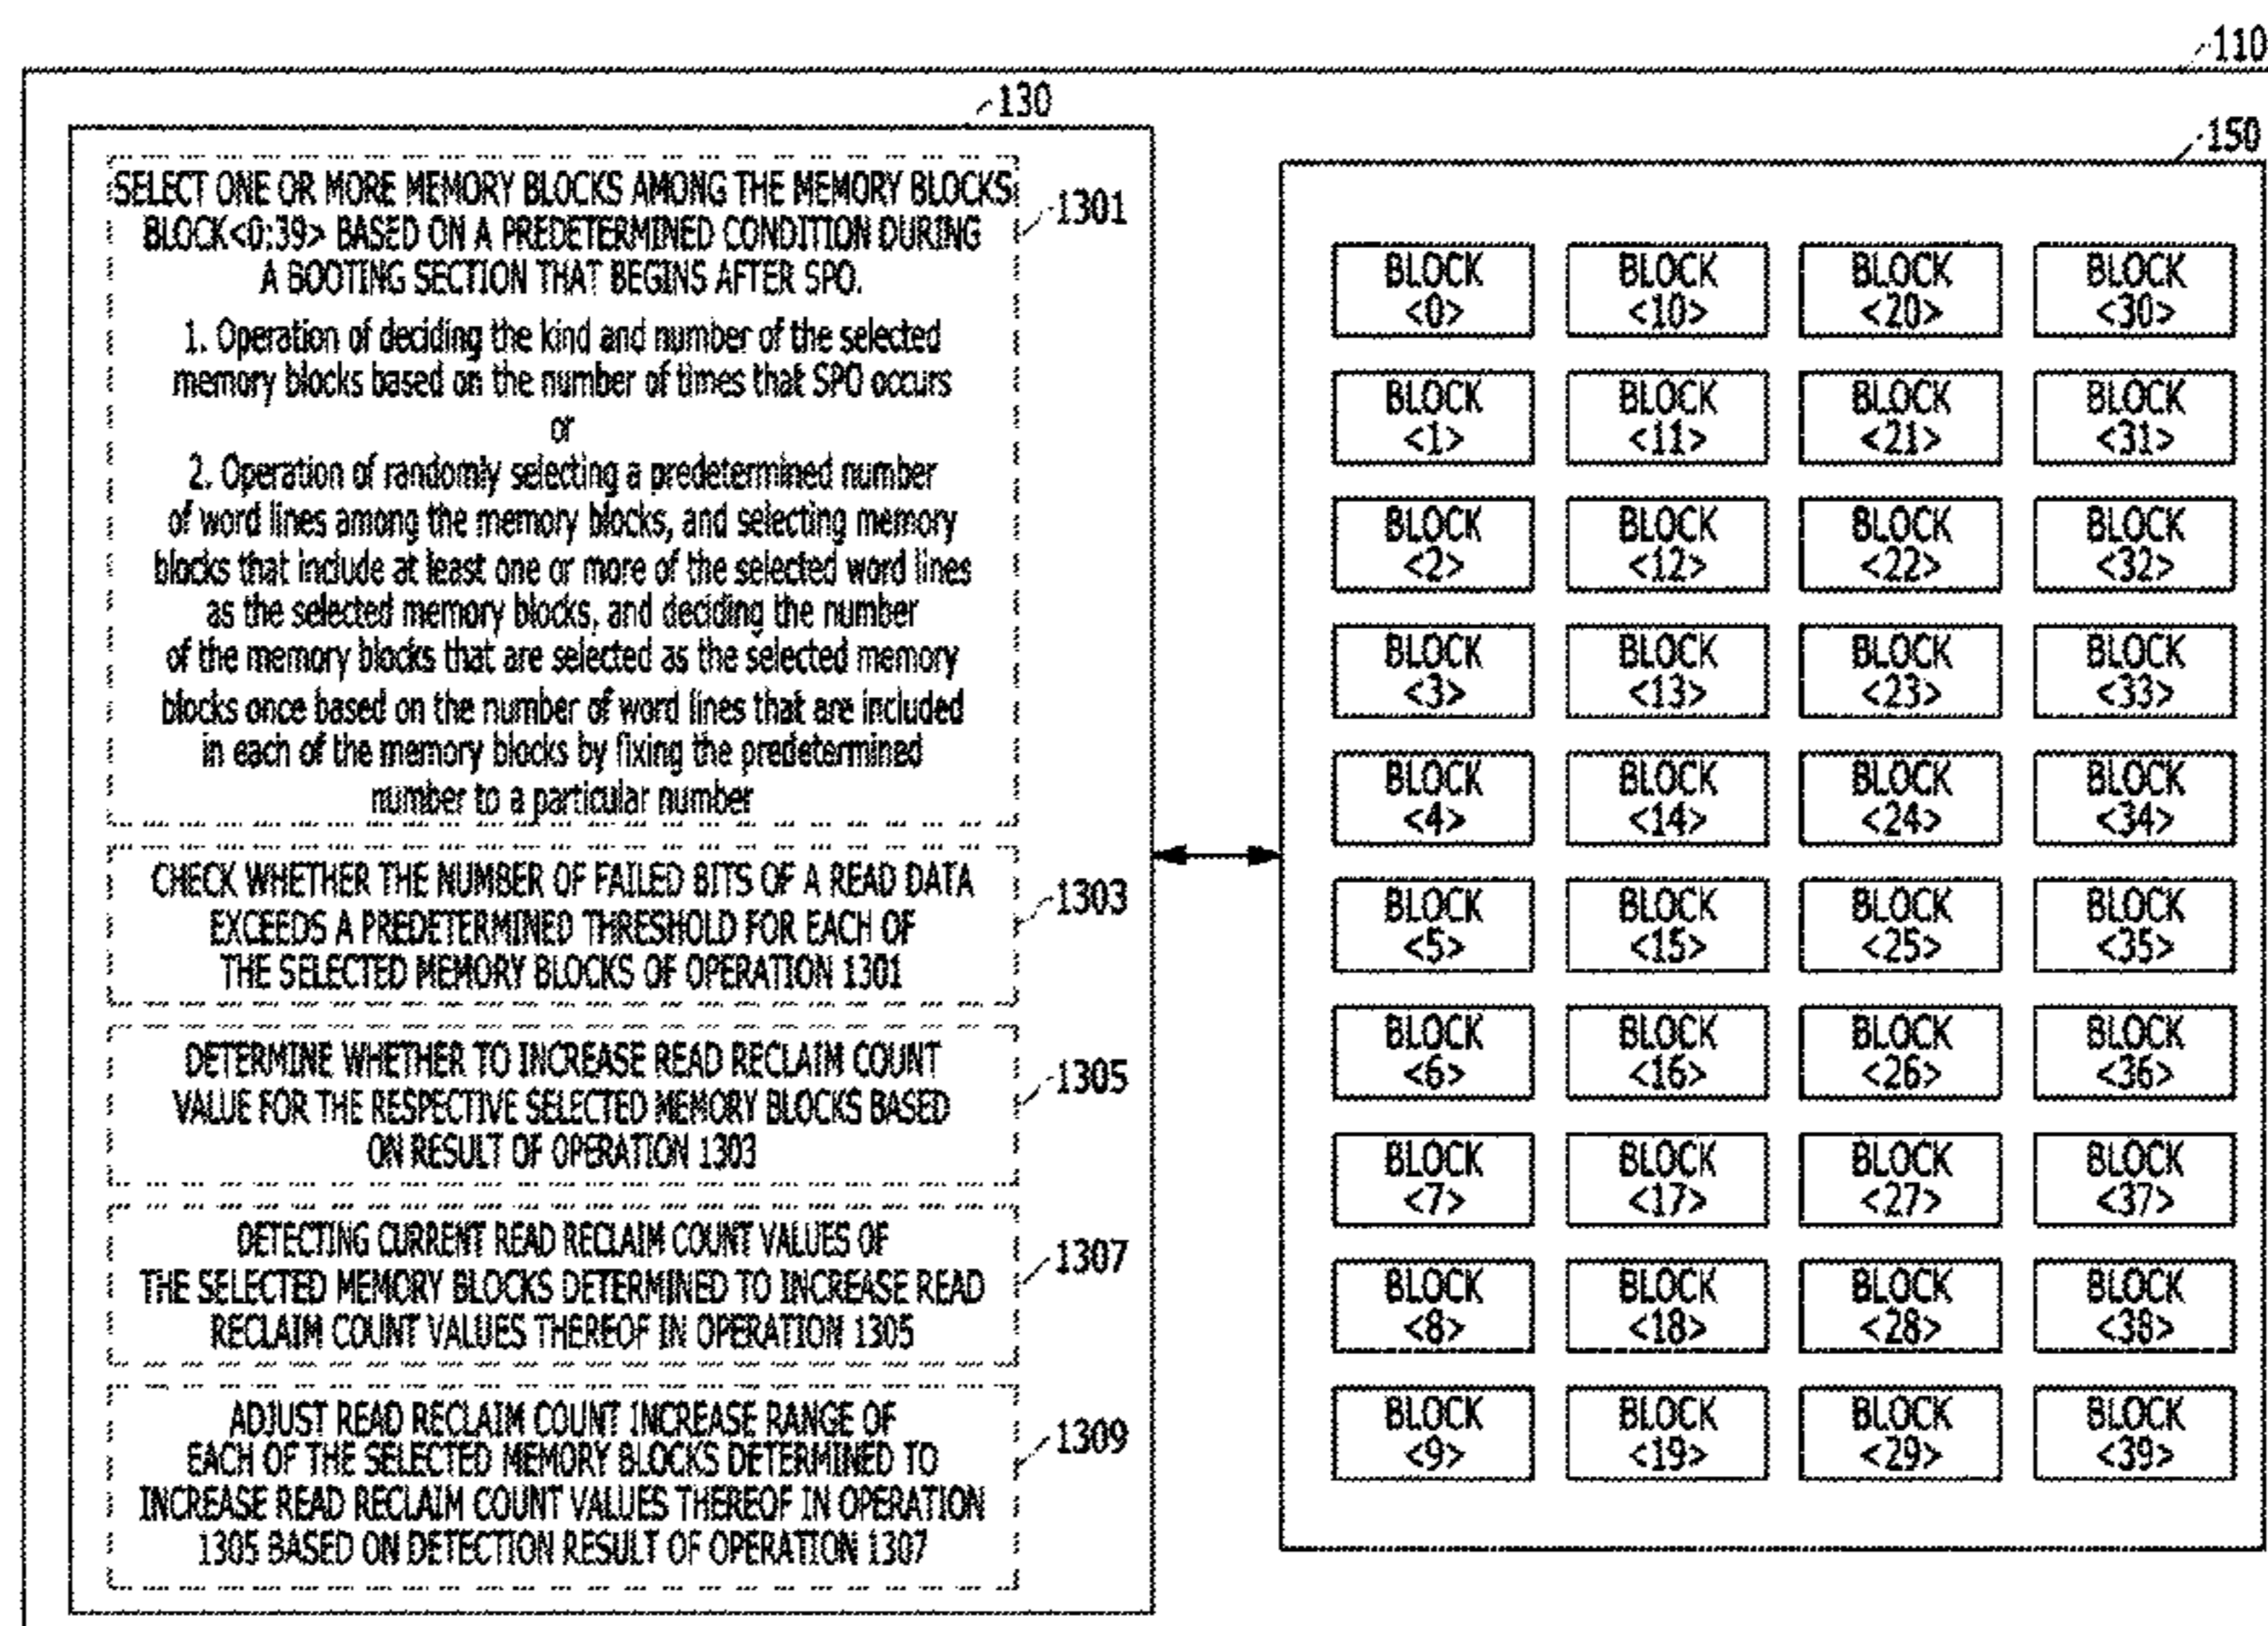 110
130
150
SELECT ONE OR MORE MEMORY BLOCKS AMONG THE MEMORY BLOCKS
BLOCK<0:39> BASED ON A PREDETERMINED CONDITION DURING
A BOOTING SECTION THAT BEGINS AFTER SPO.
1. Operation of deciding the kind and number of the selected
memory blocks based on the number of times that SPO occurs
or
2. Operation of randomly selecting a predetermined number
of word lines among the memory blocks, and selecting memory
blocks that include at least one or more of the selected word lines
as the selected memory blocks, and deciding the number
of the memory blocks that are selected as the selected memory
blocks once based on the number of word lines that are included
in each of the memory blocks by fixing the predetermined
number to a particular number
1301
CHECK WHETHER THE NUMBER OF FAILED BITS OF A READ DATA
EXCEEDS A PREDETERMINED THRESHOLD FOR EACH OF
THE SELECTED MEMORY BLOCKS OF OPERATION 1301
1303
DETERMINE WHETHER TO INCREASE READ RECLAIM COUNT
VALUE FOR THE RESPECTIVE SELECTED MEMORY BLOCKS BASED
ON RESULT OF OPERATION 1303
1305
DETECTING CURRENT READ RECLAIM COUNT VALUES OF
THE SELECTED MEMORY BLOCKS DETERMINED TO INCREASE READ
RECLAIM COUNT VALUES THEREOF IN OPERATION 1305
1307
ADJUST READ RECLAIM COUNT INCREASE RANGE OF
EACH OF THE SELECTED MEMORY BLOCKS DETERMINED TO
INCREASE READ RECLAIM COUNT VALUES THEREOF IN OPERATION
1305 BASED ON DETECTION RESULT OF OPERATION 1307
1309
BLOCK BLOCK BLOCK BLOCK
<0> <10> <20> <30>
BLOCK BLOCK BLOCK BLOCK
<1> <11> <21> <31>
BLOCK BLOCK BLOCK BLOCK
<2> <12> <22> <32>
BLOCK BLOCK BLOCK BLOCK
<3> <13> <23> <33>
BLOCK BLOCK BLOCK BLOCK
<4> <14> <24> <34>
BLOCK BLOCK BLOCK BLOCK
<5> <15> <25> <35>
BLOCK BLOCK BLOCK BLOCK
<6> <16> <26> <36>
BLOCK BLOCK BLOCK BLOCK
<7> <17> <27> <37>
BLOCK BLOCK BLOCK BLOCK
<8> <18> <28> <38>
BLOCK BLOCK BLOCK BLOCK
<9> <19> <29> <39>